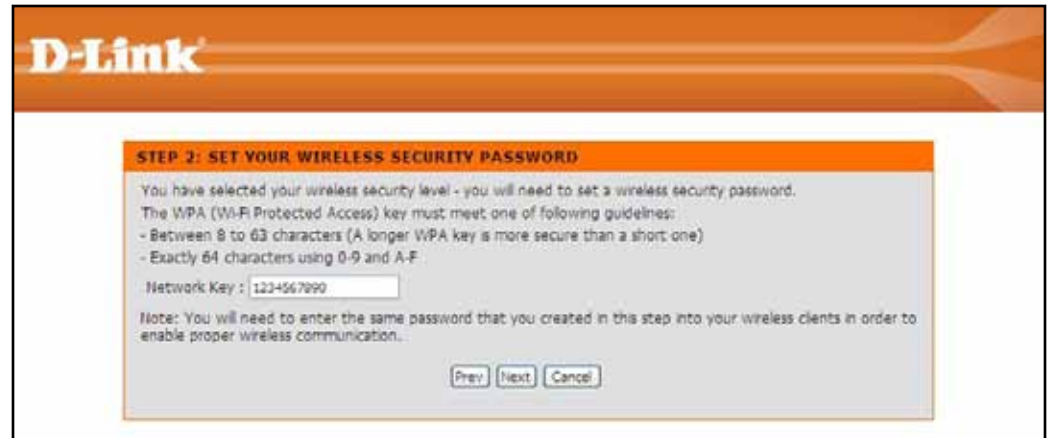 D-Link
STEP 2: SET YOUR WIRELESS SECURITY PASSWORD
You have selected your wireless security level - you will need to set a wireless security password.
The WPA (Wi-Fi Protected Access) key must meet one of following guidelines:
- Between 8 to 63 characters (A longer WPA key is more secure than a short one)
- Exactly 64 characters using 0-9 and A-F
Network Key : 1234567890
Note: You will need to enter the same password that you created in this step into your wireless clients in order to
enable proper wireless communication.
Prev Next Cancel